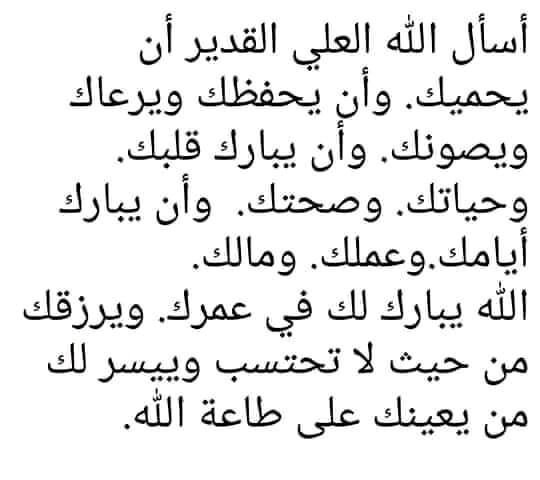 أسأل الله العلي القدير أن
يحميك. وأن يحفظك ويرعاك
ويصونك. وأن يبارك قلبك.
وحياتك. وصحتك.  وأن يبارك
أيامك.وعملك. ومالك.
الله يبارك لك في عمرك. ويرزقك
من حيث لا تحتسب وييسر لك
من يعينك على طاعة الله.